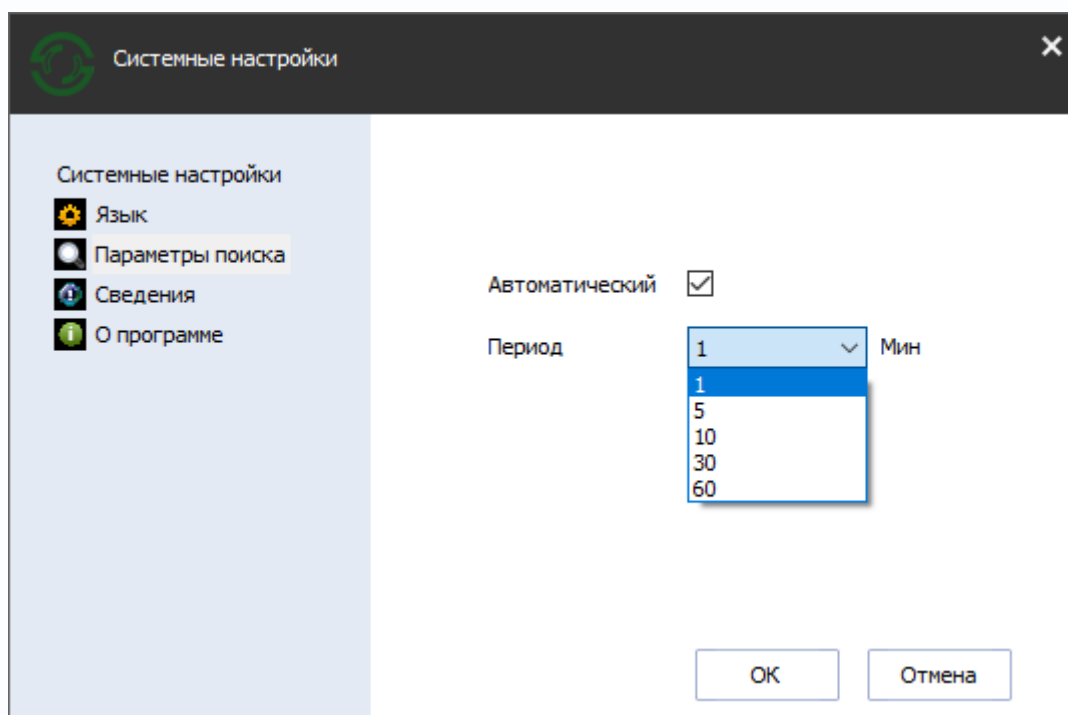 Системные настройки
Системные настройки
Язык
Параметры поиска
Сведения
О программе
Автоматический
Период 1 Мин
1
5
10
30
60
ОК Отмена